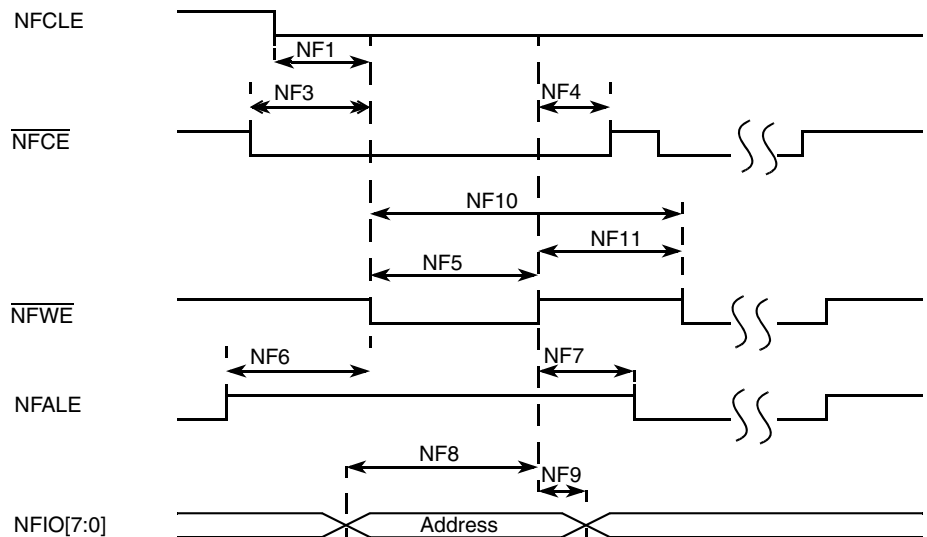 NFCLE
NF1
NF3
NF4
NFCE
NF10
NF11
NF5
NFWE
NF6
NF7
NFALE
NF8
NF9
NFIO[7:0]
Address